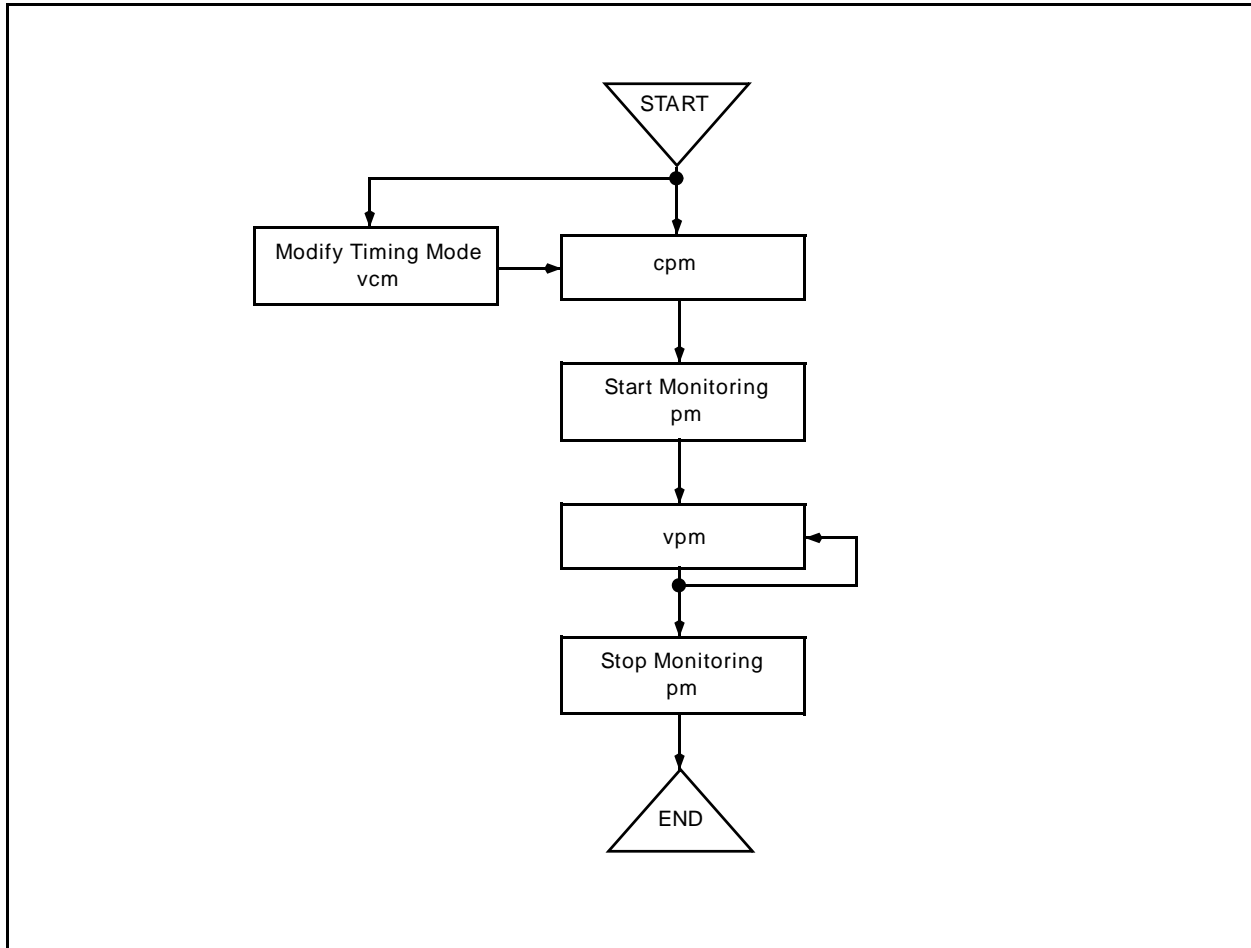 START
Modify Timing Mode
vcm
cpm
Start Monitoring
pm
vpm
Stop Monitoring
pm
END